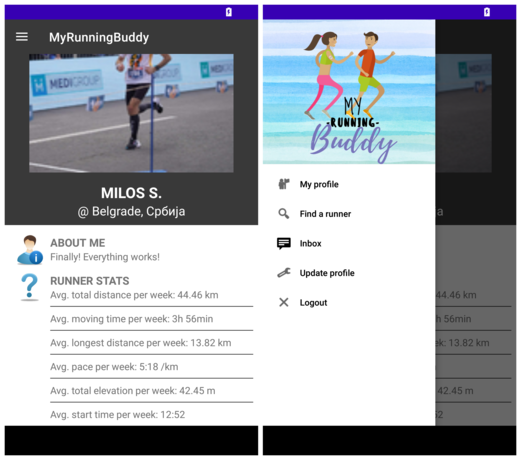 MyRunningBuddy
MEDIGROUP
MILOS S.
@ Belgrade, Србија
ABOUT ME
Finally! Everything works!
RUNNER STATS
Avg. total distance per week: 44.46 km
Avg. moving time per week: 3h 56min
Avg. longest distance per week: 13.82 km
Avg. pace per week: 5:18 /km
Avg. total elevation per week: 42.45 m
Avg. start time per week: 12:52
MY
-RUNNING-
Buddy
My profile
Find a runner
Inbox
Update profile
Logout
ja
44.46 km
h 56min
13.82 km
42.45 m
52